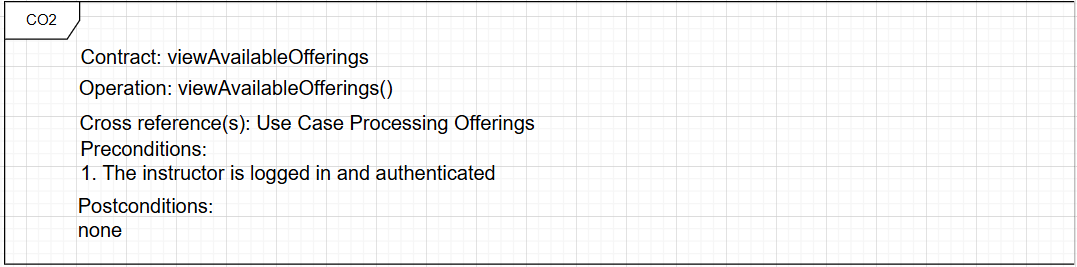 CO2
Contract: viewAvailableOfferings
Operation: viewAvailableOfferings()
Cross reference(s): Use Case Processing Offerings
Preconditions:
1. The instructor is logged in and authenticated
Postconditions:
none